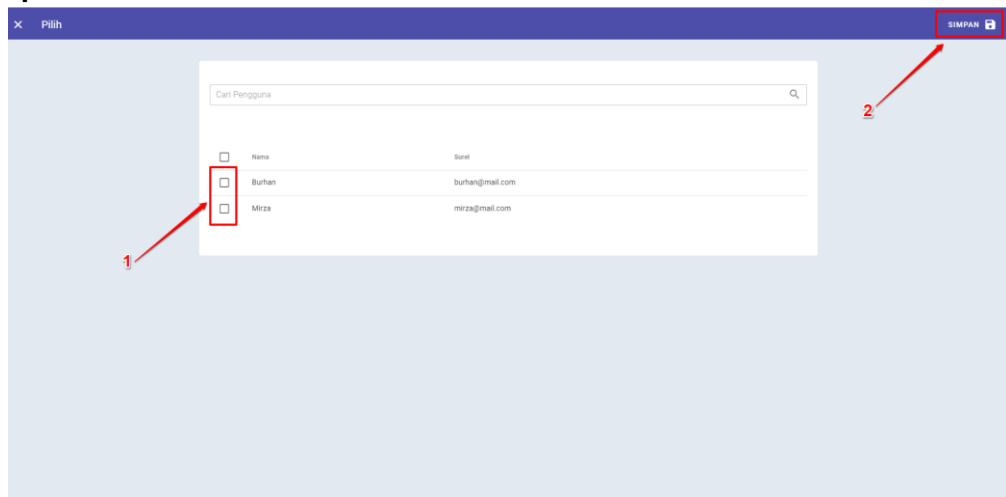 Pilih
SIMPAN
Cari Pengguna
2
Nama Surel
Burhan burhan@mail.com
Mirza mirza@mail.com
1